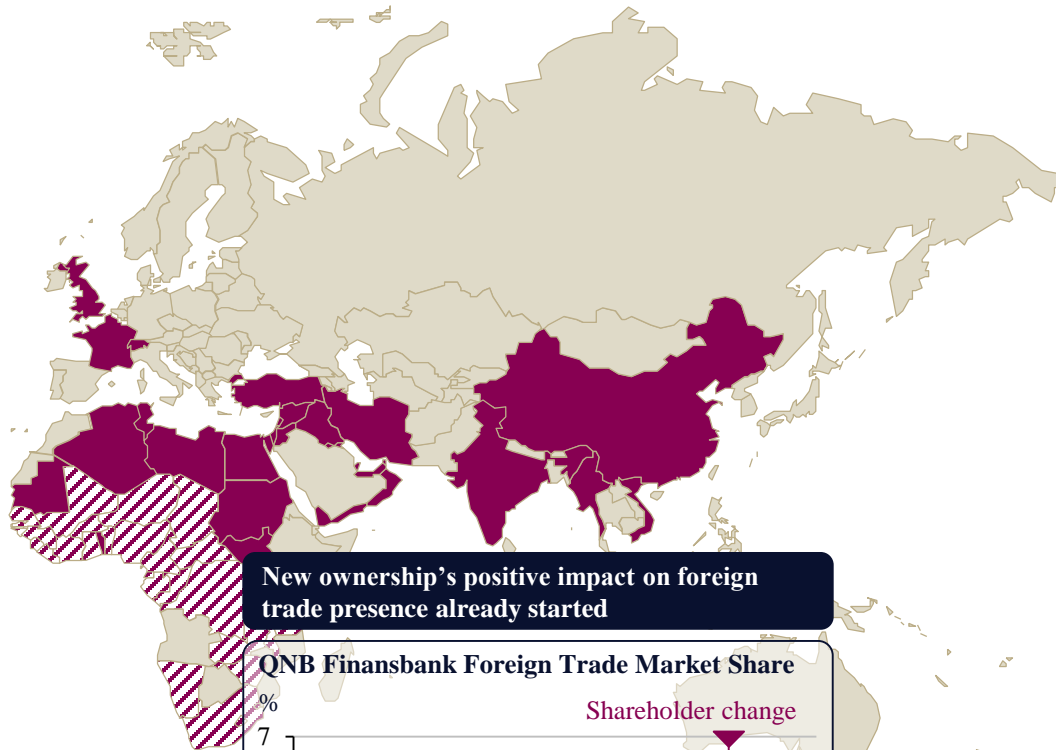 New ownership’s positive impact on foreign
trade presence already started
QNB Finansbank Foreign Trade Market Share
%
Shareholder change
7